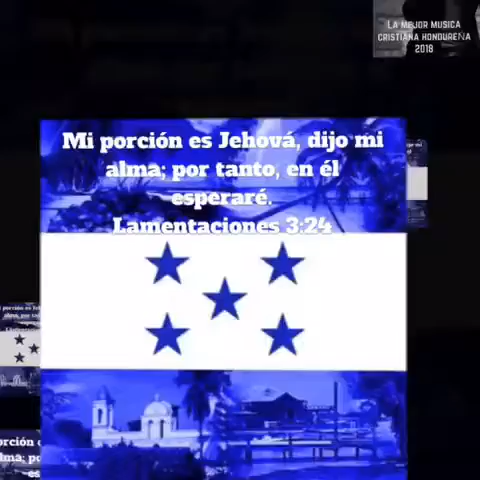 La mejor musica
cristiana hondureña
2018
Mi porción es Jehová, dijo mi
alma; por tanto, en él
esperaré.
Lamentaciones 3:24